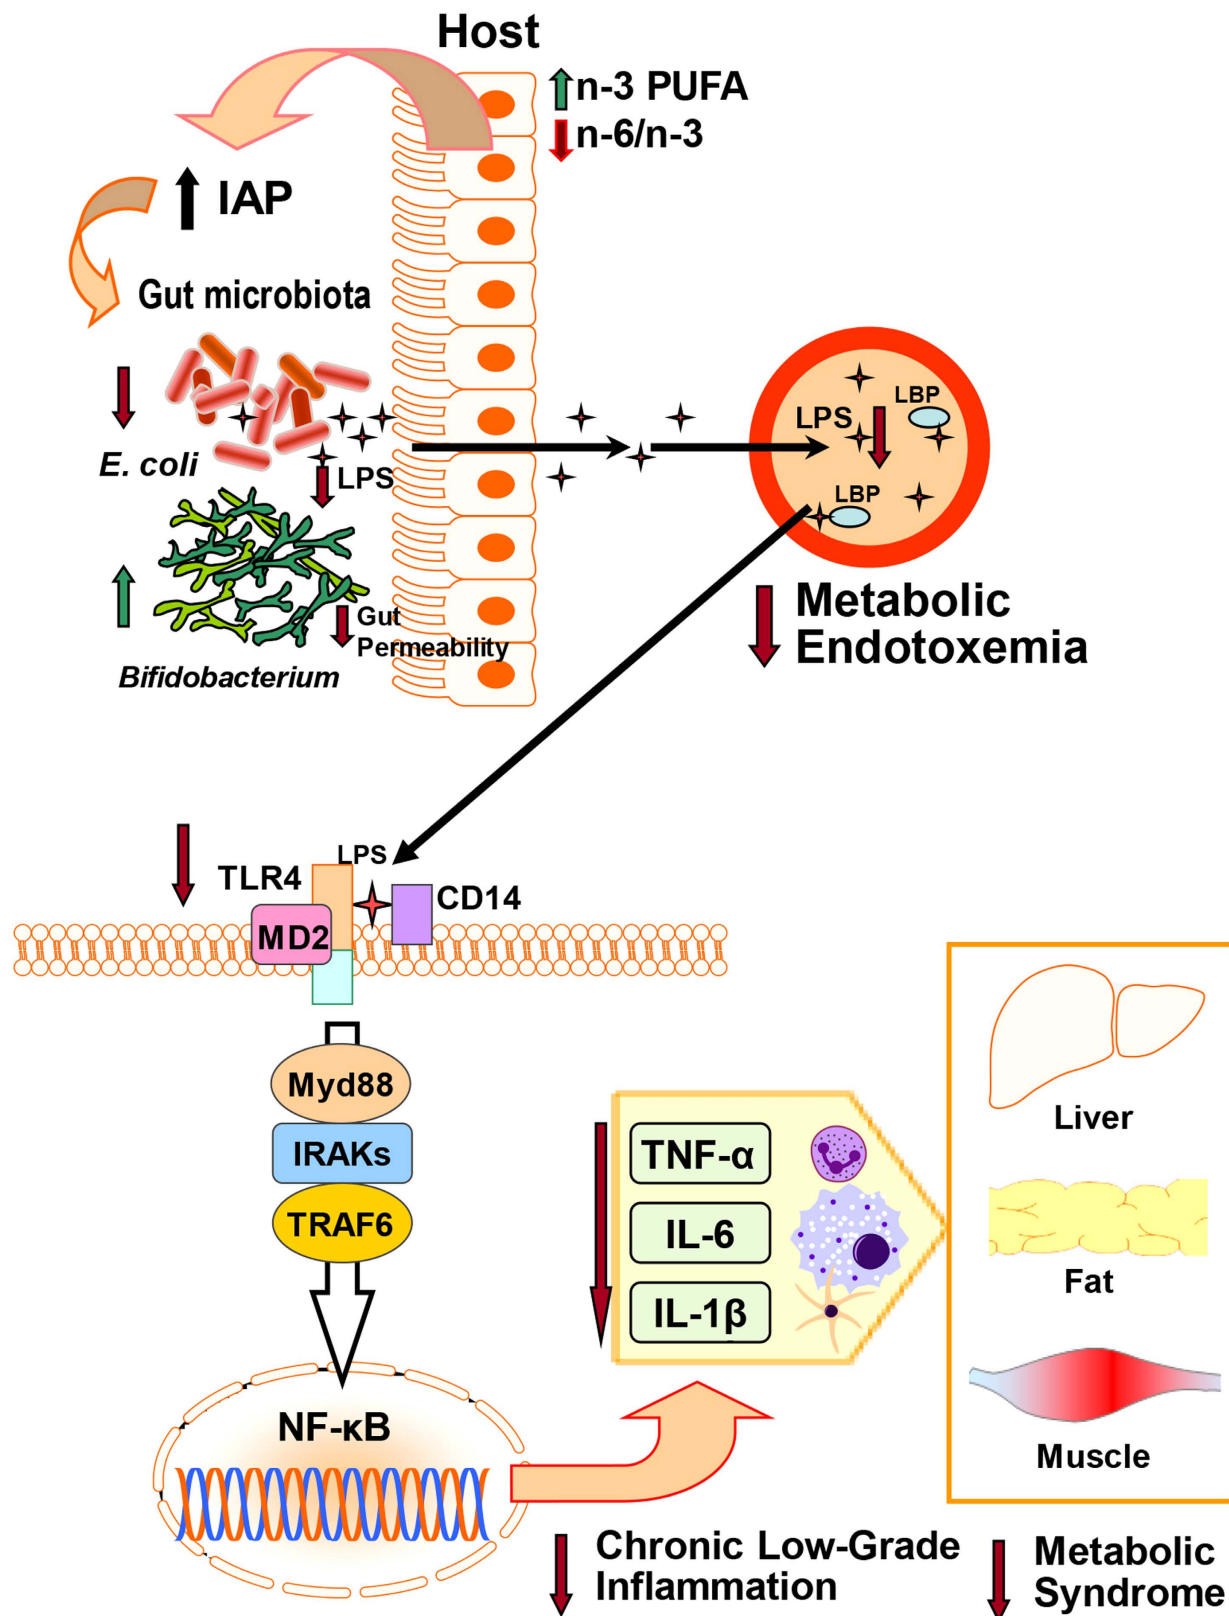 Host
n-3 PUFA
n-6/n-3
IAP
Gut microbiota
E. coli
LPS
Gut
Permeability
Bifidobacterium
LBP
LPS
LBP
Metabolic
Endotoxemia
LPS
TLR4
CD14
MD2
Myd88
IRAKs
TRAF6
NF-κB
TNF-α
IL-6
IL-1β
Liver
Fat
Muscle
Chronic Low-Grade
Inflammation
Metabolic
Syndrome